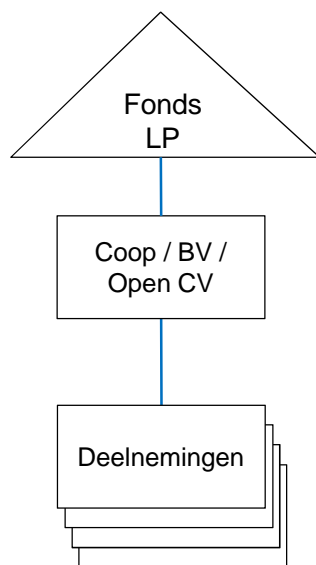 Fonds
LP
Coop / BV /
Open CV
Deelnemingen